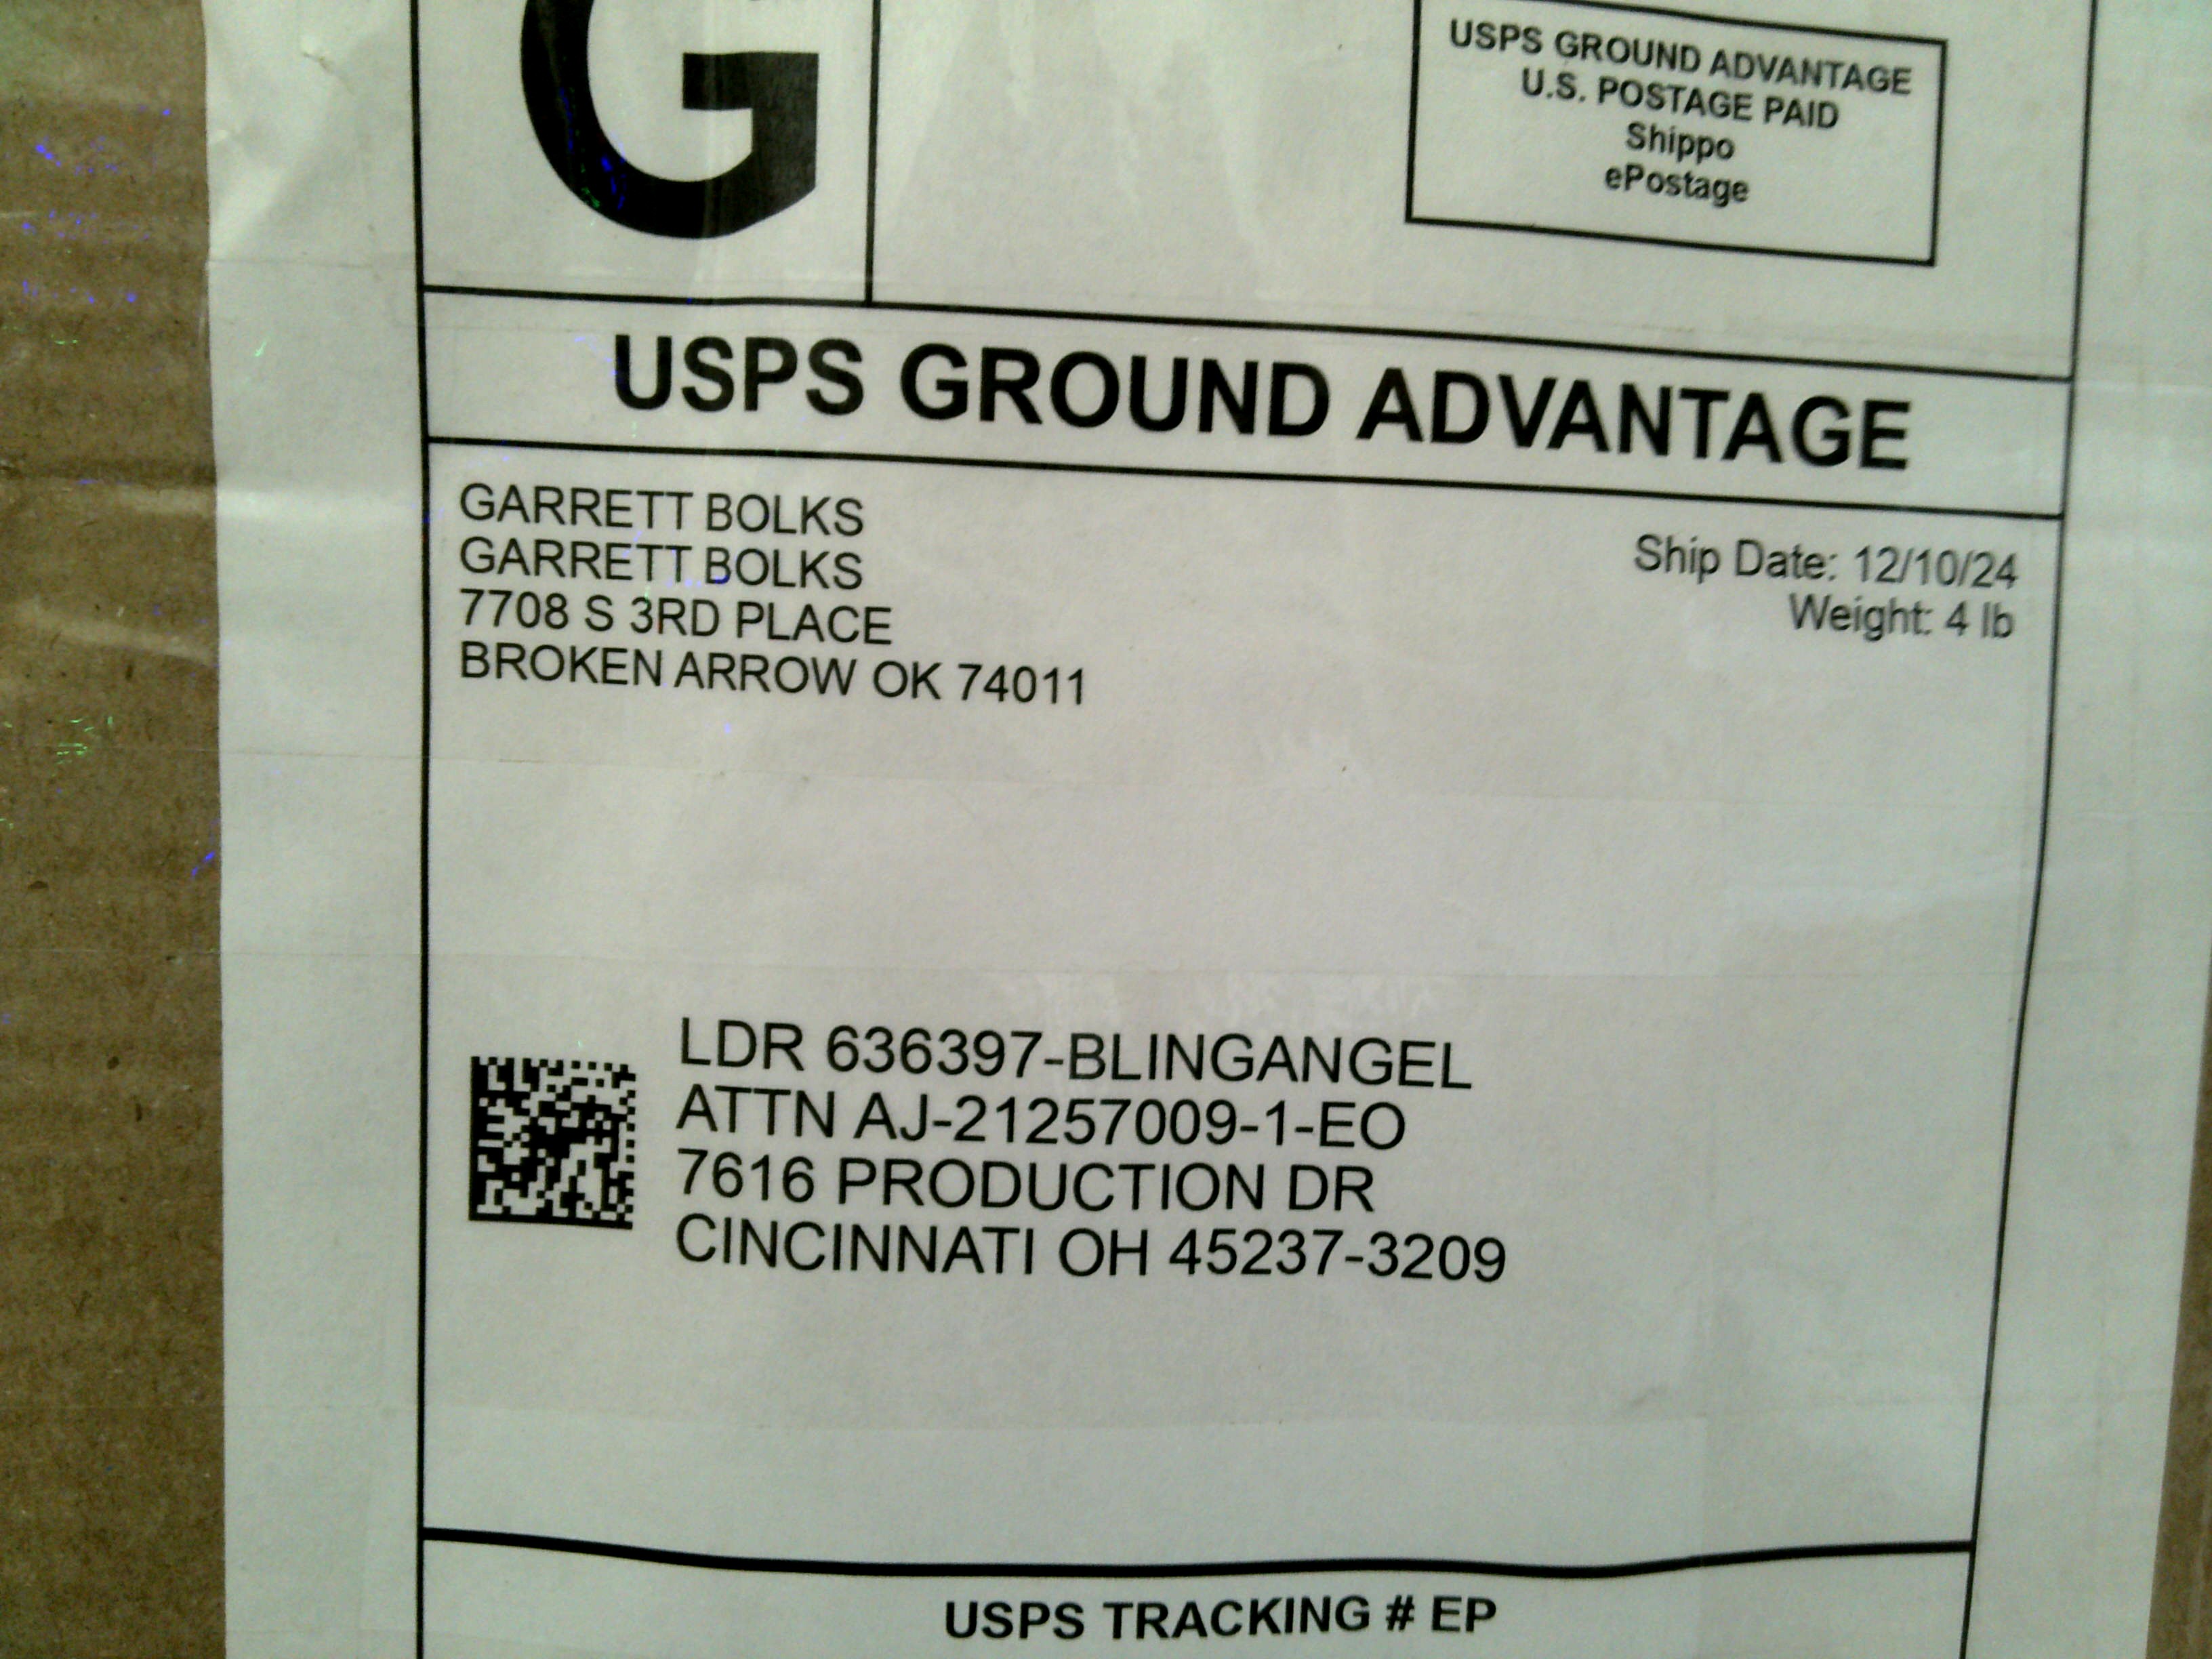 G
USPS GROUND ADVANTAGE
U.S. POSTAGE PAID
Shippo
ePostage
USPS GROUND ADVANTAGE
GARRETT BOLKS
GARRETT BOLKS
7708 S 3RD PLACE
BROKEN ARROW OK 74011
Ship Date: 12/10/24
Weight: 4 lb
LDR 636397-BLINGANGEL
ATTN AJ-21257009-1-EO
7616 PRODUCTION DR
CINCINNATI OH 45237-3209
USPS TRACKING # EP